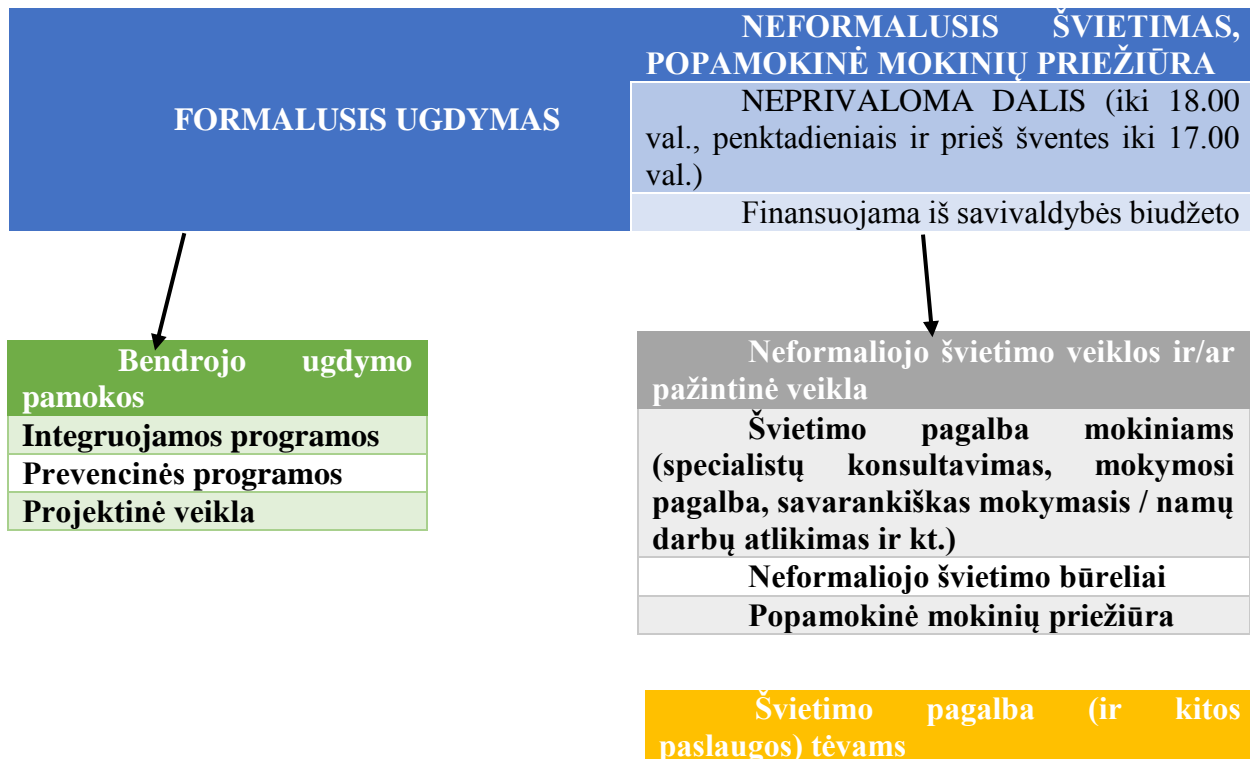 FORMALUSIS UGDYMAS
NEFORMALUSIS ŠVIETIMAS,
POPAMOKINĖ MOKINIŲ PRIEŽIŪRA
NEPRIVALOMA DALIS (iki 18.00
val., penktadieniais ir prieš šventes iki 17.00
val.)
Finansuojama iš savivaldybės biudžeto
Bendrojo ugdymo
pamokos
Integruojamos programos
Prevencinės programos
Projektinė veikla
Neformaliojo švietimo veiklos ir/ar
pažintinė veikla
Švietimo pagalba mokiniams
(specialistų konsultavimas, mokymosi
pagalba, savarankiškas mokymasis / namų
darbų atlikimas ir kt.)
Neformaliojo švietimo būreliai
Popamokinė mokinių priežiūra
Švietimo pagalba (ir kitos
paslaugos) tėvams